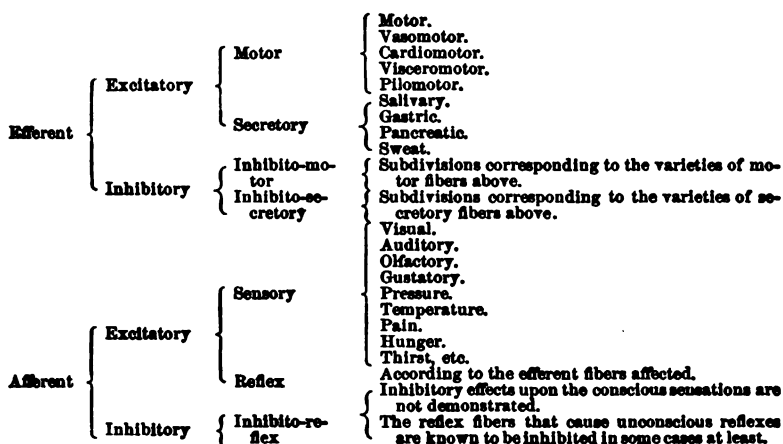 Motor.
Vasomotor.
Motor
Cardiomotor.
Visceromotor.
Excitatory
Pilomotor.
Salivary.
Gastric.
Secretory
Pancreatic.
Efferent
Sweat.
Inhibito-mo-
tor
Subdivisions corresponding to the varieties of mo-
tor fibers above.
Inhibitory
Inhibito-se-
cretory
Subdivisions corresponding to the varieties of se-
cretory fibers above.
Visual.
Auditory.
Olfactory.
Gustatory.
Sensory
Pressure.
Temperature.
Excitatory
Pain.
Hunger.
Thirst, etc.
Afferent
Reflex
According to the efferent fibers affected.
Inhibitory effects upon the conscious sensations are
not demonstrated.
Inhibitory
Inhibito-re-
flex
The reflex fibers that cause unconscious reflexes
are known to be inhibited in some cases at least.